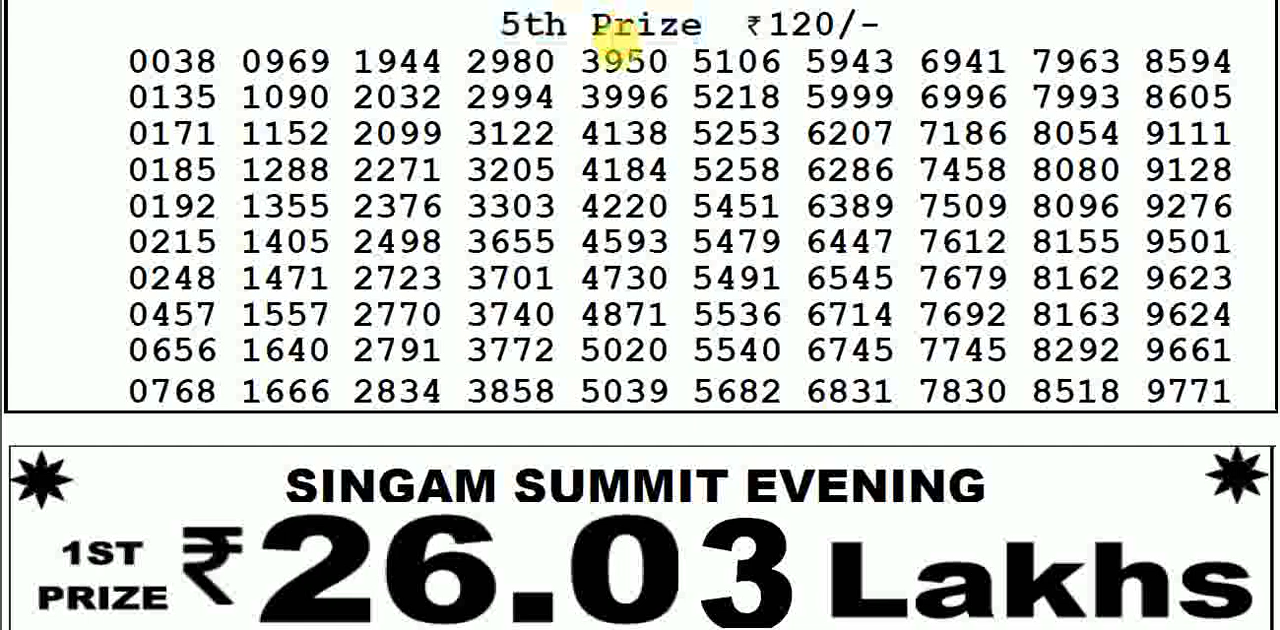 5th Prize ₹120/-
0038 0969 1944 2980 3950 5106 5943 6941 7963 8594
0135 1090 2032 2994 3996 5218 5999 6996 7993 8605
0171 1152 2099 3122 4138 5253 6207 7186 8054 9111
0185 1288 2271 3205 4184 5258 6286 7458 8080 9128
0192 1355 2376 3303 4220 5451 6389 7509 8096 9276
0215 1405 2498 3655 4593 5479 6447 7612 8155 9501
0248 1471 2723 3701 4730 5491 6545 7679 8162 9623
0457 1557 2770 3740 4871 5536 6714 7692 8163 9624
0656 1640 2791 3772 5020 5540 6745 7745 8292 9661
0768 1666 2834 3858 5039 5682 6831 7830 8518 9771
SINGAM SUMMIT EVENING
1ST PRIZE ₹26.03 Lakhs